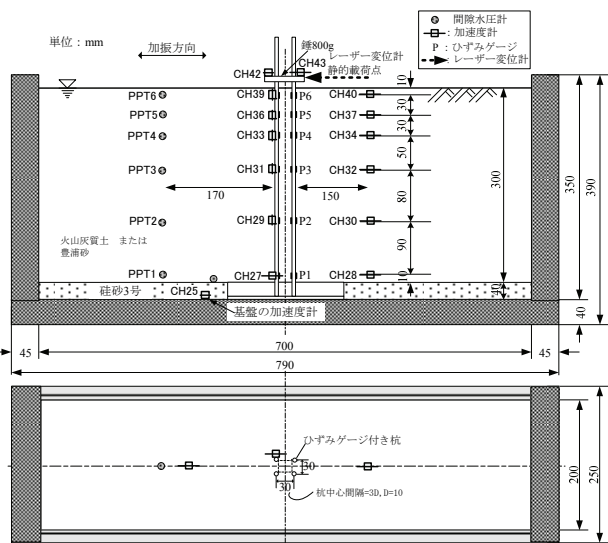 単位：mm
加振方向
錘800g
間隙水圧計
: 加速度計
P : ひずみゲージ
: レーザー変位計
レーザー変位計
静的載荷点
CH42
CH43
PPT6
CH39
P6
CH40
PPT5
CH36
P5
CH37
PPT4
CH33
P4
CH34
PPT3
CH31
P3
CH32
170
150
PPT2
CH29
P2
CH30
火山灰質土 または
豊浦砂
PPT1
CH27
P1
CH28
硅砂3号
CH25
基盤の加速度計
10
30
30
50
80
90
10
300
40
350
390
40
45
700
45
790
ひずみゲージ付き杭
30
30
杭中心間隔=3D, D=10
200
250